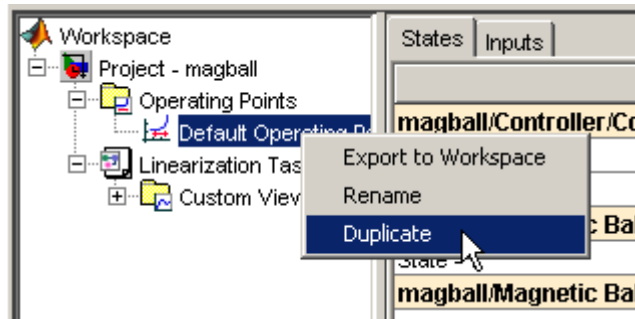 Workspace
Project - magball
Operating Points
Default Operating
Linearization Tas
Custom View
States
Inputs
magball/Controller/Co
Export to Workspace
Rename
Duplicate
c Bal
State -
magball/Magnetic Bal